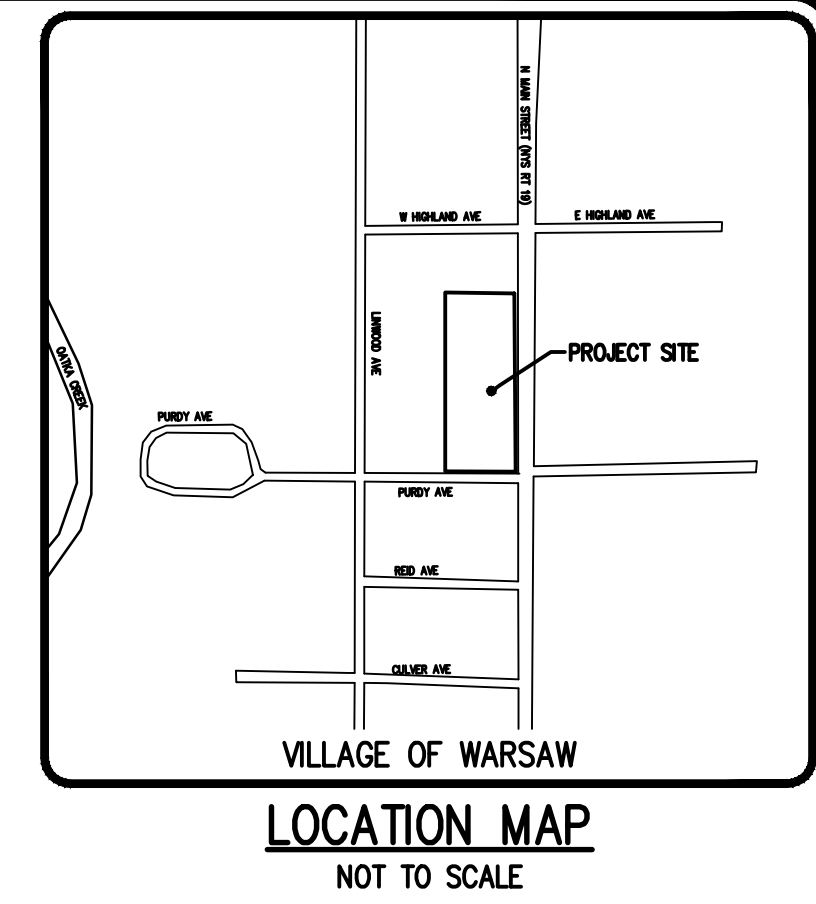 N MAIN STREET (NYS RT 19)
W HIGHLAND AVE
E HIGHLAND AVE
LINWOOD AVE
PROJECT SITE
OATKA CREEK
PURDY AVE
PURDY AVE
REID AVE
CULVER AVE
VILLAGE OF WARSAW
LOCATION MAP
NOT TO SCALE